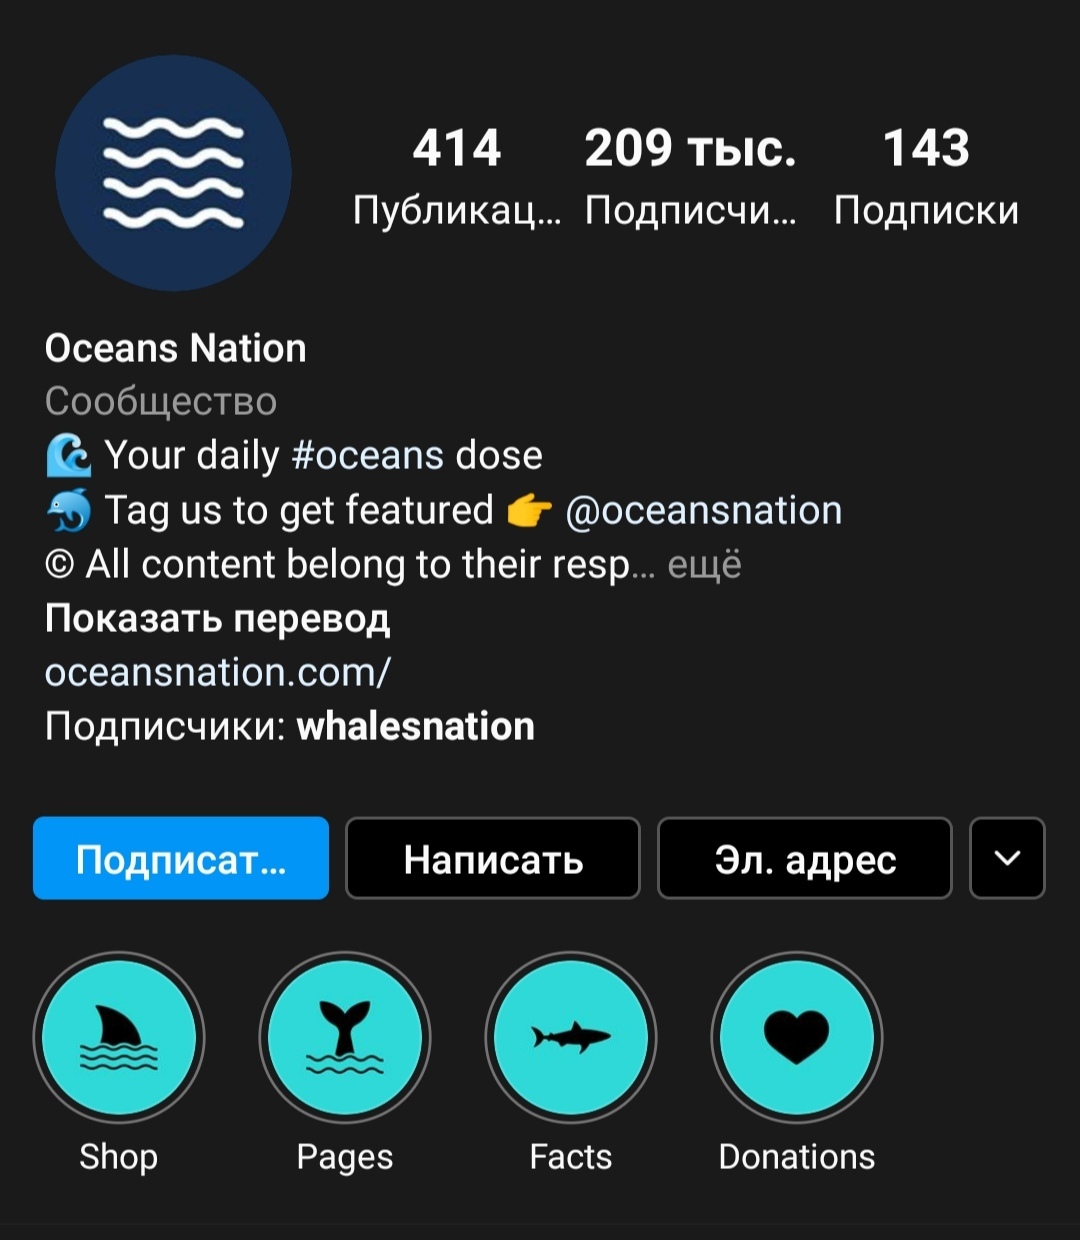 414 209 тыс. 143
Публикац... Подписчи... Подписки
Oceans Nation
Сообщество
🌊 Your daily #oceans dose
🐬 Tag us to get featured 👉 @oceansnation
© All content belong to their resp... ещё
Показать перевод
oceansnation.com/
Подписчики: whalesnation
Подписат... Написать Эл. адрес
Shop Pages Facts Donations